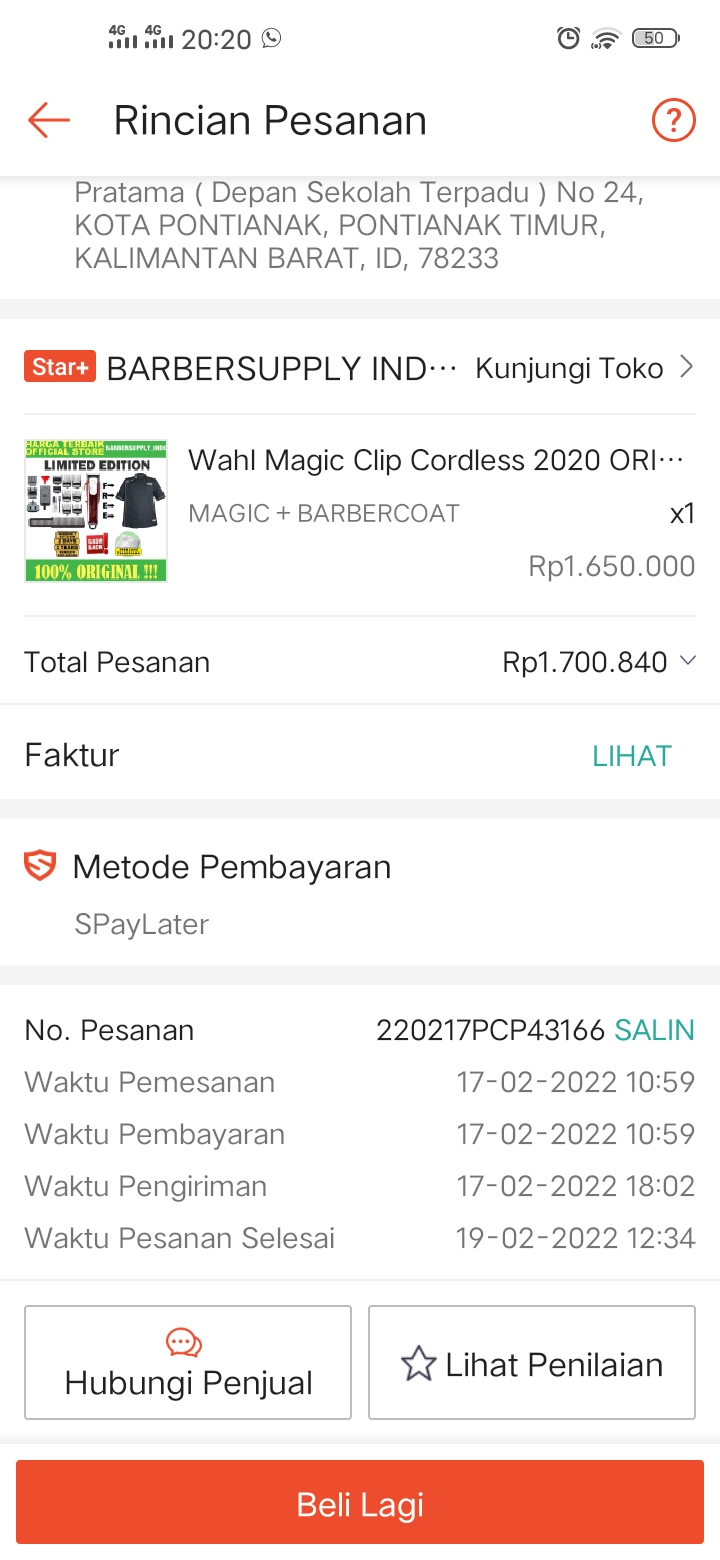 4G 4G 20:20 50
Rincian Pesanan ?
Pratama ( Depan Sekolah Terpadu ) No 24,
KOTA PONTIANAK, PONTIANAK TIMUR,
KALIMANTAN BARAT, ID, 78233
Star+ BARBERSUPPLY IND··· Kunjungi Toko
HARGA TERBAIK
OFFICIAL STORE BARBERSUPPLY_INDO
LIMITED EDITION
F
R
E
E
CASH BACK
100% ORIGINAL !!!
Wahl Magic Clip Cordless 2020 ORI···
MAGIC + BARBERCOAT x1
Rp1.650.000
Total Pesanan Rp1.700.840
Faktur LIHAT
Metode Pembayaran
SPayLater
No. Pesanan 220217PCP43166 SALIN
Waktu Pemesanan 17-02-2022 10:59
Waktu Pembayaran 17-02-2022 10:59
Waktu Pengiriman 17-02-2022 18:02
Waktu Pesanan Selesai 19-02-2022 12:34
Hubungi Penjual Lihat Penilaian
Beli Lagi